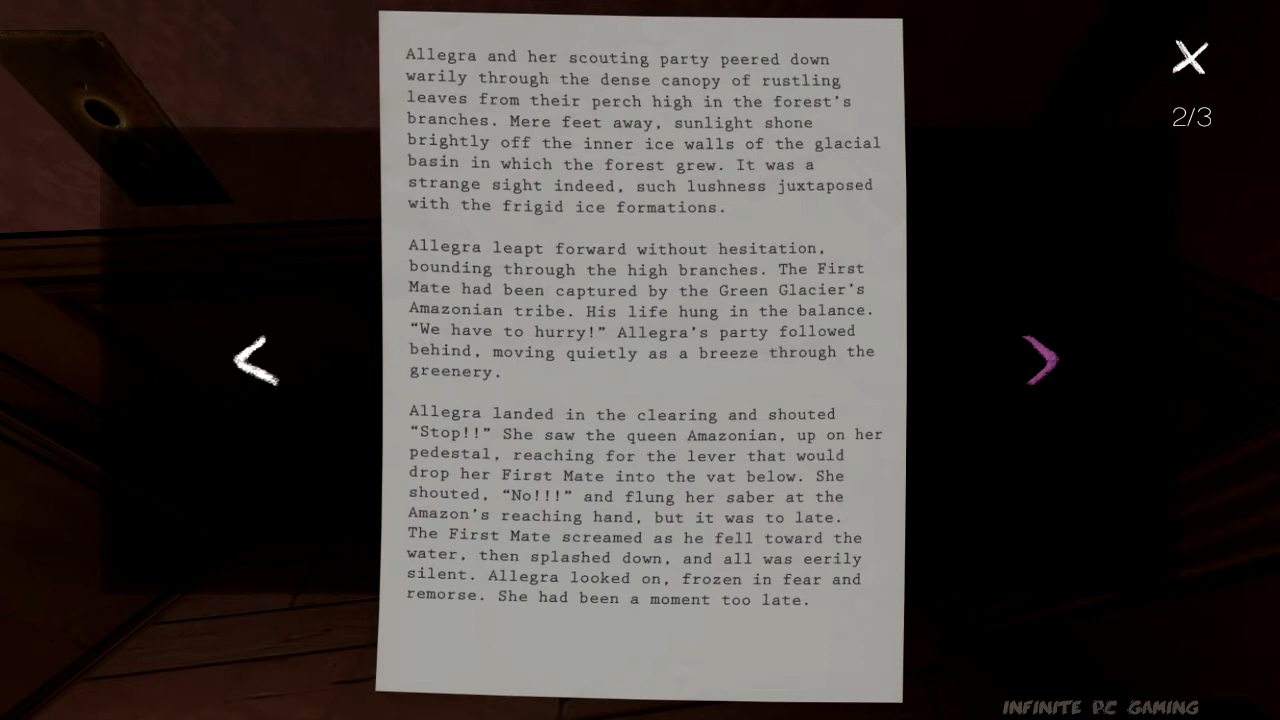 Allegra and her scouting party peered down
warily through the dense canopy of rustling
leaves from their perch high in the forest's
branches. Mere feet away, sunlight shone
brightly off the inner ice walls of the glacial
basin in which the forest grew. It was a
strange sight indeed, such lushness juxtaposed
with the frigid ice formations.
Allegra leapt forward without hesitation,
bounding through the high branches. The First
Mate had been captured by the Green Glacier's
Amazonian tribe. His life hung in the balance.
“We have to hurry!” Allegra's party followed
behind, moving quietly as a breeze through the
greenery.
Allegra landed in the clearing and shouted
“Stop!!” She saw the queen Amazonian, up on her
pedestal, reaching for the lever that would
drop her First Mate into the vat below. She
shouted, “No!!!” and flung her saber at the
Amazon's reaching hand, but it was to late.
The First Mate screamed as he fell toward the
water, then splashed down, and all was eerily
silent. Allegra looked on, frozen in fear and
remorse. She had been a moment too late.
2/3
INFINITE PC GAMING